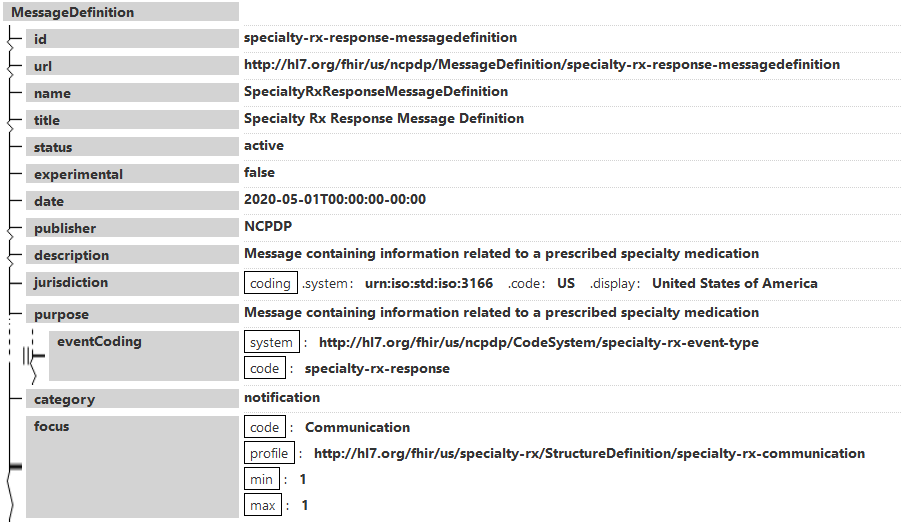 MessageDefinition
id specialty-rx-response-messagedefinition
url http://hl7.org/fhir/us/ncpdp/MessageDefinition/specialty-rx-response-messagedefinition
name SpecialtyRxResponseMessageDefinition
title Specialty Rx Response Message Definition
status active
experimental false
date 2020-05-01T00:00:00-00:00
publisher NCPDP
description Message containing information related to a prescribed specialty medication
jurisdiction coding .system: urn:iso:std:iso:3166 .code: US .display: United States of America
purpose Message containing information related to a prescribed specialty medication
eventCoding system : http://hl7.org/fhir/us/ncpdp/CodeSystem/specialty-rx-event-type
code : specialty-rx-response
category notification
focus code : Communication
profile : http://hl7.org/fhir/us/specialty-rx/StructureDefinition/specialty-rx-communication
min : 1
max : 1